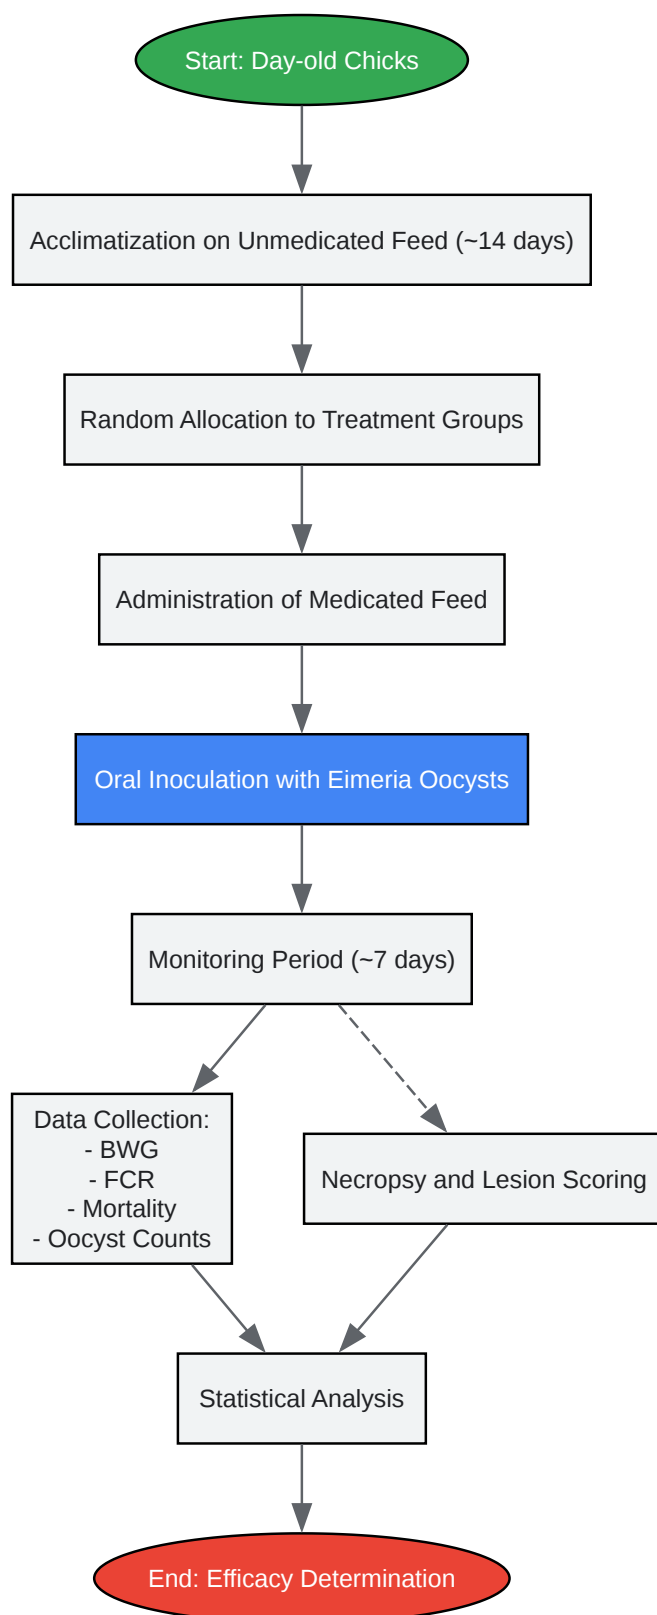 Start: Day-old Chicks
Acclimatization on Unmedicated Feed (~14 days)
Random Allocation to Treatment Groups
Administration of Medicated Feed
Oral Inoculation with Eimeria Oocysts
Monitoring Period (~7 days)
Data Collection:
- BWG
- FCR
- Mortality
- Oocyst Counts
Necropsy and Lesion Scoring
Statistical Analysis
End: Efficacy Determination